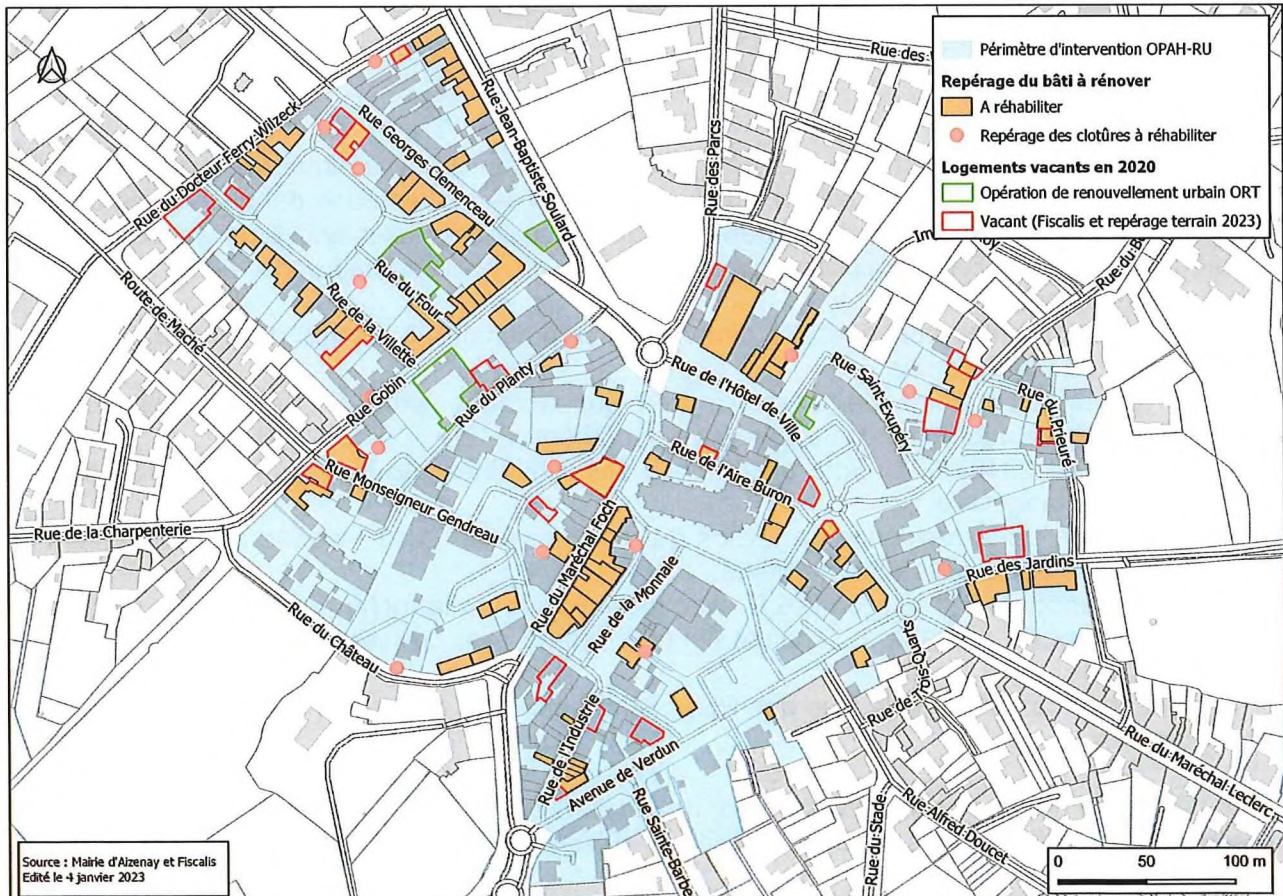 Périmètre d'intervention OPAH-RU
Repérage du bâti à rénover
A réhabiliter
Repérage des clotûres à réhabiliter
Logements vacants en 2020
Opération de renouvellement urbain ORT
Vacant (Fiscalis et repérage terrain 2023)
Rue des
Rue du Docteur Ferry Wilzeck
Rue Georges Clemenceau
Rue Jean-Baptiste Soulard
Rue des Parcs
Route de Maché
Rue du Four
Rue de la Villette
Rue Gobin
Rue du Planty
Rue de l'Hôtel de Ville
Rue Saint-Exupéry
Rue du Prieuré
Rue de l'Aire Buron
Rue Monseigneur Gendreau
Rue de la Charpenterie
Rue du Maréchal Foch
Rue de la Monnaie
Rue des Jardins
Rue du Château
Rue de l'Industrie
Avenue de Verdun
Rue Sainte-Barbe
Rue du Stade
Rue Alfred Doucet
Rue du Maréchal Leclerc
Source : Mairie d'Aizenay et Fiscalis
Edité le 4 janvier 2023
0 50 100 m